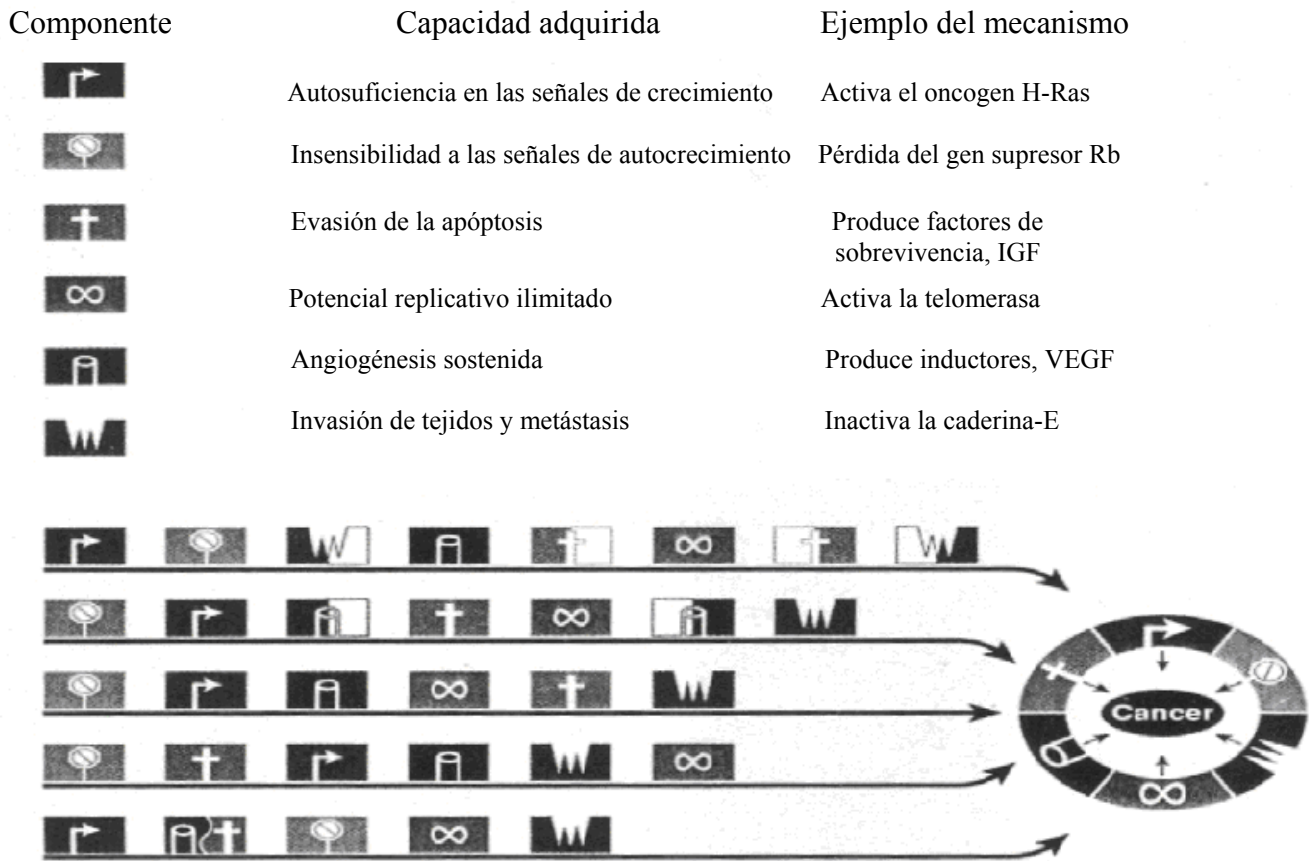 Componente Capacidad adquirida Ejemplo del mecanismo
Autosuficiencia en las señales de crecimiento Activa el oncogen H-Ras
Insensibilidad a las señales de autocrecimiento Pérdida del gen supresor Rb
Evasión de la apóptosis Produce factores de
sobrevivencia, IGF
Potencial replicativo ilimitado Activa la telomerasa
Angiogénesis sostenida Produce inductores, VEGF
Invasión de tejidos y metástasis Inactiva la caderina-E
Cancer